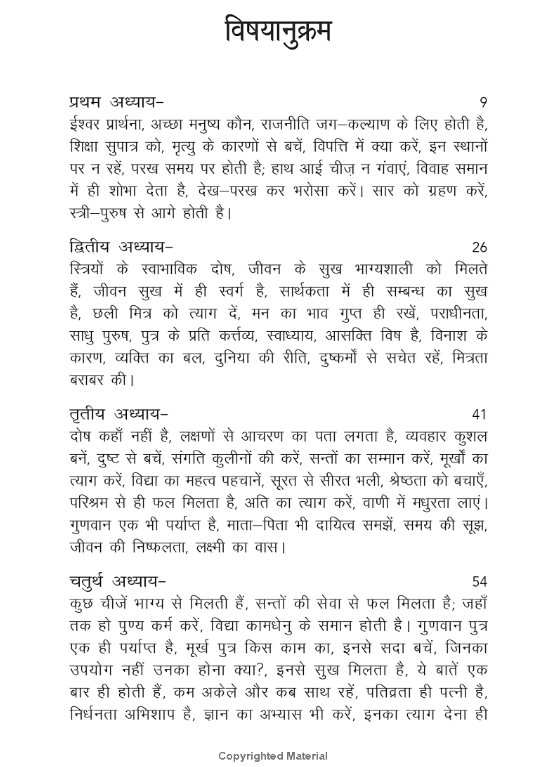 विषयानुक्रम
प्रथम अध्याय– 9
ईश्वर प्रार्थना, अच्छा मनुष्य कौन, राजनीति जग–कल्याण के लिए होती है,
शिक्षा सुपात्र को, मृत्यु के कारणों से बचें, विपत्ति में क्या करें, इन स्थानों
पर न रहें, परख समय पर होती है; हाथ आई चीज़ न गंवाएं, विवाह समान
में ही शोभा देता है, देख–परख कर भरोसा करें। सार को ग्रहण करें,
स्त्री–पुरुष से आगे होती है।
द्वितीय अध्याय– 26
स्त्रियों के स्वाभाविक दोष, जीवन के सुख भाग्यशाली को मिलते
हैं, जीवन सुख में ही स्वर्ग है, सार्थकता में ही सम्बन्ध का सुख
है, छली मित्र को त्याग दें, मन का भाव गुप्त ही रखें, पराधीनता,
साधु पुरुष, पुत्र के प्रति कर्त्तव्य, स्वाध्याय, आसक्ति विष है, विनाश के
कारण, व्यक्ति का बल, दुनिया की रीति, दुष्कर्मों से सचेत रहें, मित्रता
बराबर की।
तृतीय अध्याय– 41
दोष कहाँ नहीं है, लक्षणों से आचरण का पता लगता है, व्यवहार कुशल
बनें, दुष्ट से बचें, संगति कुलीनों की करें, सन्तों का सम्मान करें, मूर्खों का
त्याग करें, विद्या का महत्व पहचानें, सूरत से सीरत भली, श्रेष्ठता को बचाएँ,
परिश्रम से ही फल मिलता है, अति का त्याग करें, वाणी में मधुरता लाएं।
गुणवान एक भी पर्याप्त है, माता–पिता भी दायित्व समझें, समय की सूझ,
जीवन की निष्फलता, लक्ष्मी का वास।
चतुर्थ अध्याय– 54
कुछ चीजें भाग्य से मिलती हैं, सन्तों की सेवा से फल मिलता है; जहाँ
तक हो पुण्य कर्म करें, विद्या कामधेनु के समान होती है। गुणवान पुत्र
एक ही पर्याप्त है, मूर्ख पुत्र किस काम का, इनसे सदा बचें, जिनका
उपयोग नहीं उनका होना क्या?, इनसे सुख मिलता है, ये बातें एक
बार ही होती हैं, कम अकेले और कब साथ रहें, पतिव्रता ही पत्नी है,
निर्धनता अभिशाप है, ज्ञान का अभ्यास भी करें, इनका त्याग देना ही
Copyrighted Material